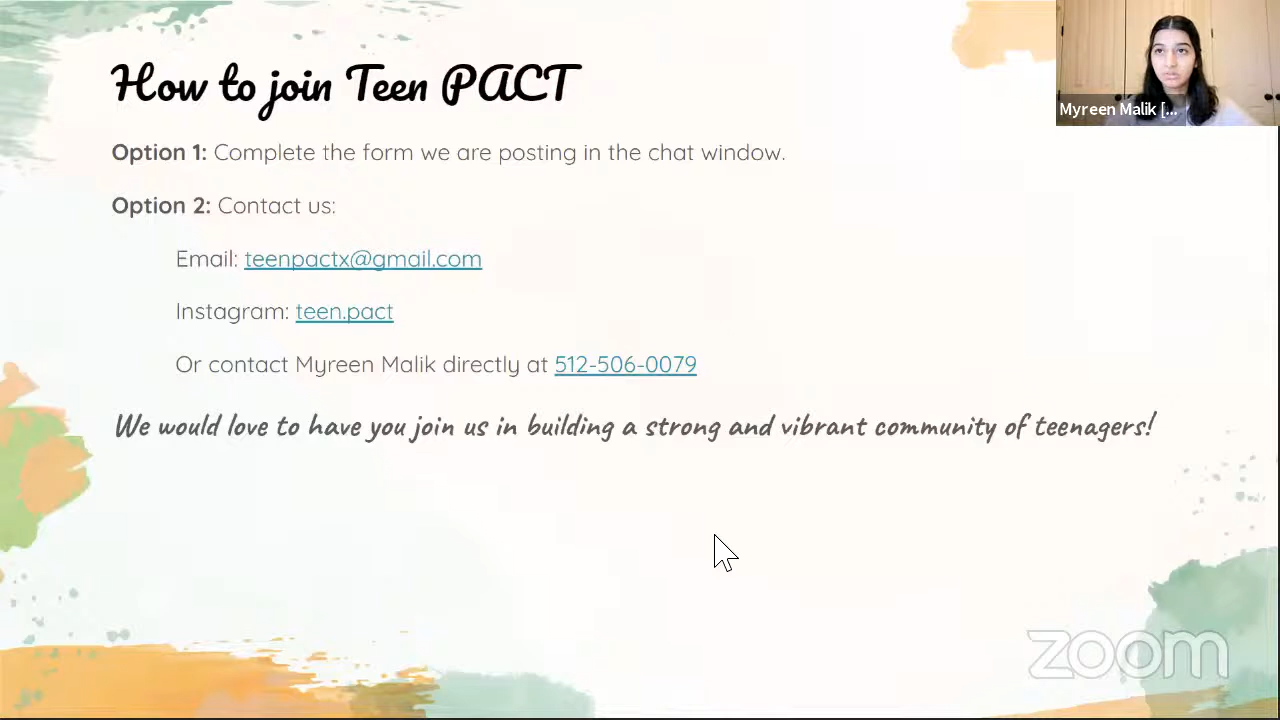 How to join Teen PACT
Myreen Malik [...
Option 1: Complete the form we are posting in the chat window.
Option 2: Contact us:
Email: teenpactx@gmail.com
Instagram: teen.pact
Or contact Myreen Malik directly at 512-506-0079
We would love to have you join us in building a strong and vibrant community of teenagers!
zoom